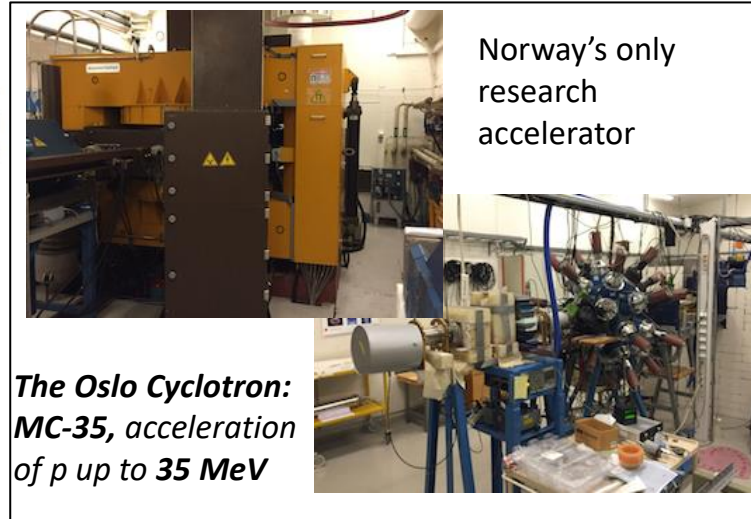 Norway’s only
research
accelerator
The Oslo Cyclotron:
MC-35, acceleration
of p up to 35 MeV